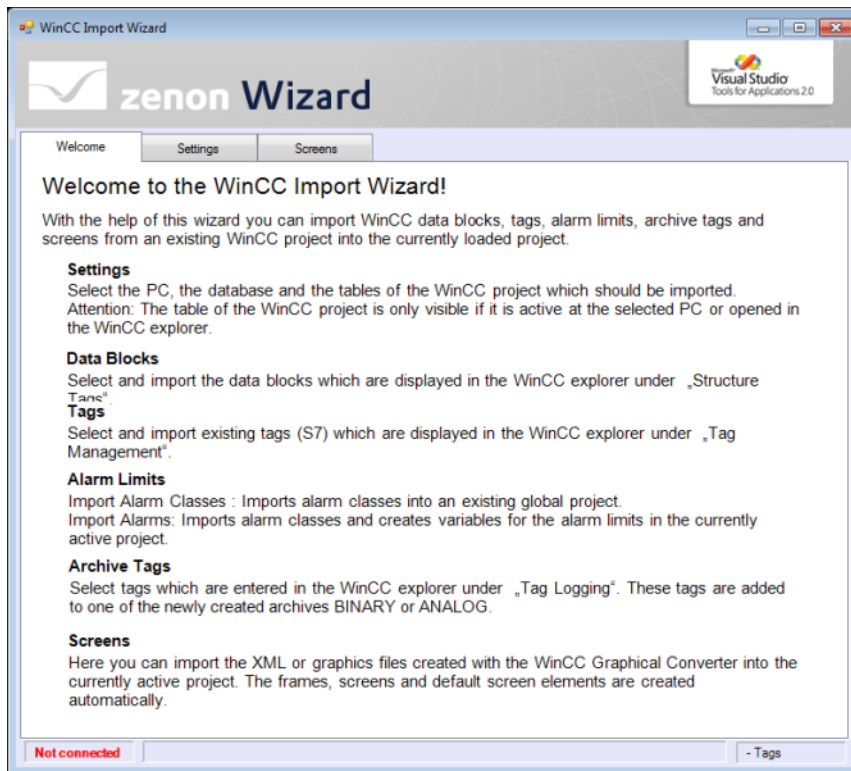 WinCC Import Wizard
zenon Wizard
Microsoft
Visual Studio
Tools for Applications 2.0
Welcome
Settings
Screens
Welcome to the WinCC Import Wizard!
With the help of this wizard you can import WinCC data blocks, tags, alarm limits, archive tags and
screens from an existing WinCC project into the currently loaded project.
Settings
Select the PC, the database and the tables of the WinCC project which should be imported.
Attention: The table of the WinCC project is only visible if it is active at the selected PC or opened in
the WinCC explorer.
Data Blocks
Select and import the data blocks which are displayed in the WinCC explorer under „Structure
Tags“.
Tags
Select and import existing tags (S7) which are displayed in the WinCC explorer under „Tag
Management“.
Alarm Limits
Import Alarm Classes : Imports alarm classes into an existing global project.
Import Alarms: Imports alarm classes and creates variables for the alarm limits in the currently
active project.
Archive Tags
Select tags which are entered in the WinCC explorer under „Tag Logging“. These tags are added
to one of the newly created archives BINARY or ANALOG.
Screens
Here you can import the XML or graphics files created with the WinCC Graphical Converter into the
currently active project. The frames, screens and default screen elements are created
automatically.
Not connected
- Tags